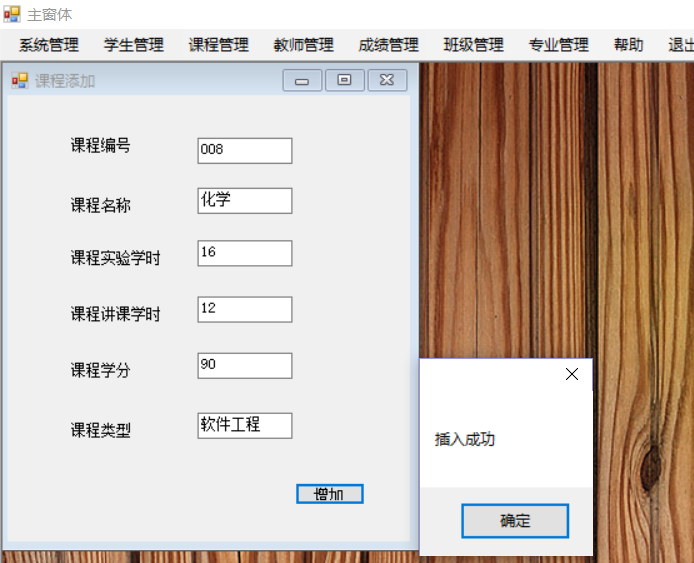 主窗体
系统管理 学生管理 课程管理 教师管理 成绩管理 班级管理 专业管理 帮助 退出
课程添加
课程编号 008
课程名称 化学
课程实验学时 16
课程讲课学时 12
课程学分 90
课程类型 软件工程
增加
插入成功
确定